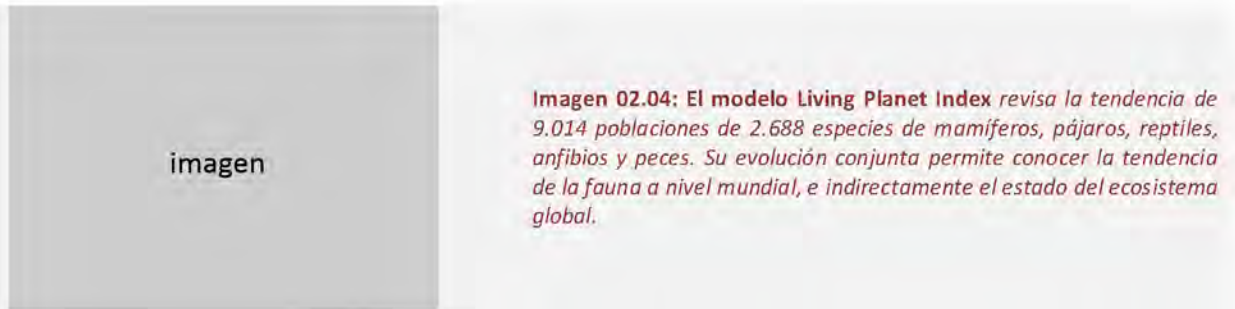 imagen
Imagen 02.04: El modelo Living Planet Index revisa la tendencia de
9.014 poblaciones de 2.688 especies de mamíferos, pájaros, reptiles,
anfibios y peces. Su evolución conjunta permite conocer la tendencia
de la fauna a nivel mundial, e indirectamente el estado del ecosistema
global.